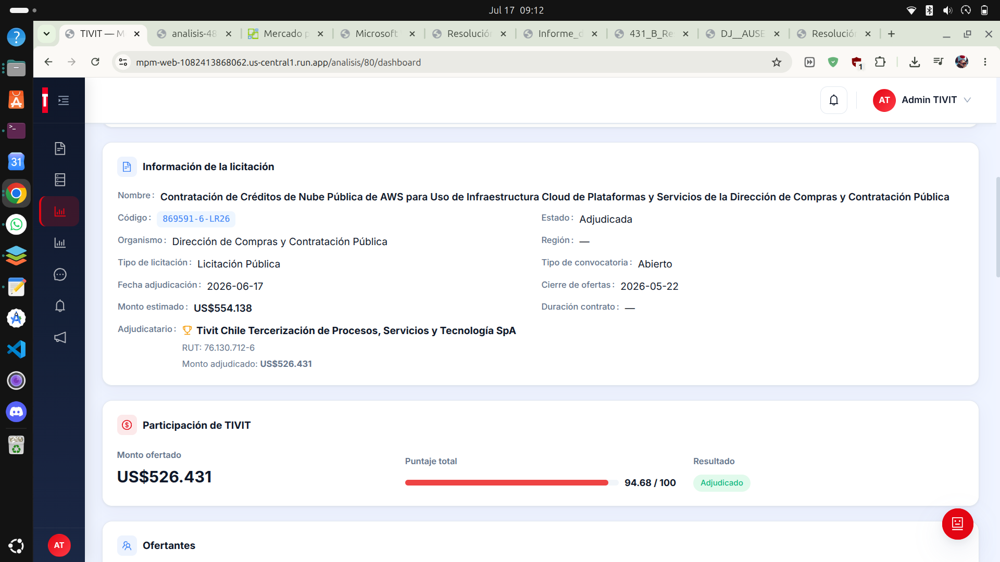 Jul 17 09:12
TIVIT — M
analisis-48
Mercado p
Microsoft
Resolución
Informe_d
431_B_Re
DJ__AUSE
Resolución
mpm-web-1082413868062.us-central1.run.app/analisis/80/dashboard
1
T
AT
Admin TIVIT
31
Información de la licitación
Nombre: Contratación de Créditos de Nube Pública de AWS para Uso de Infraestructura Cloud de Plataformas y Servicios de la Dirección de Compras y Contratación Pública
Código: 869591-6-LR26
Estado: Adjudicada
Organismo: Dirección de Compras y Contratación Pública
Región: —
Tipo de licitación: Licitación Pública
Tipo de convocatoria: Abierto
Fecha adjudicación: 2026-06-17
Cierre de ofertas: 2026-05-22
Monto estimado: US$554.138
Duración contrato: —
Adjudicatario: Tivit Chile Tercerización de Procesos, Servicios y Tecnología SpA
RUT: 76.130.712-6
Monto adjudicado: US$526.431
Participación de TIVIT
Monto ofertado
US$526.431
Puntaje total
94.68 / 100
Resultado
Adjudicado
Ofertantes
AT